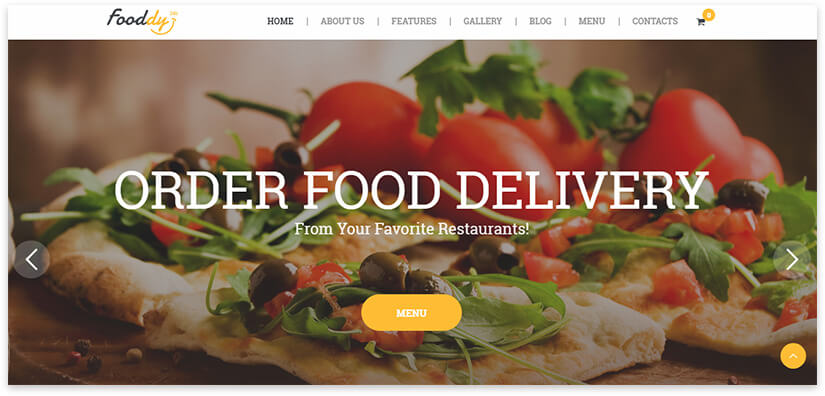 Fooddy
HOME | ABOUT US | FEATURES | GALLERY | BLOG | MENU | CONTACTS 0
ORDER FOOD DELIVERY
From Your Favorite Restaurants!
MENU